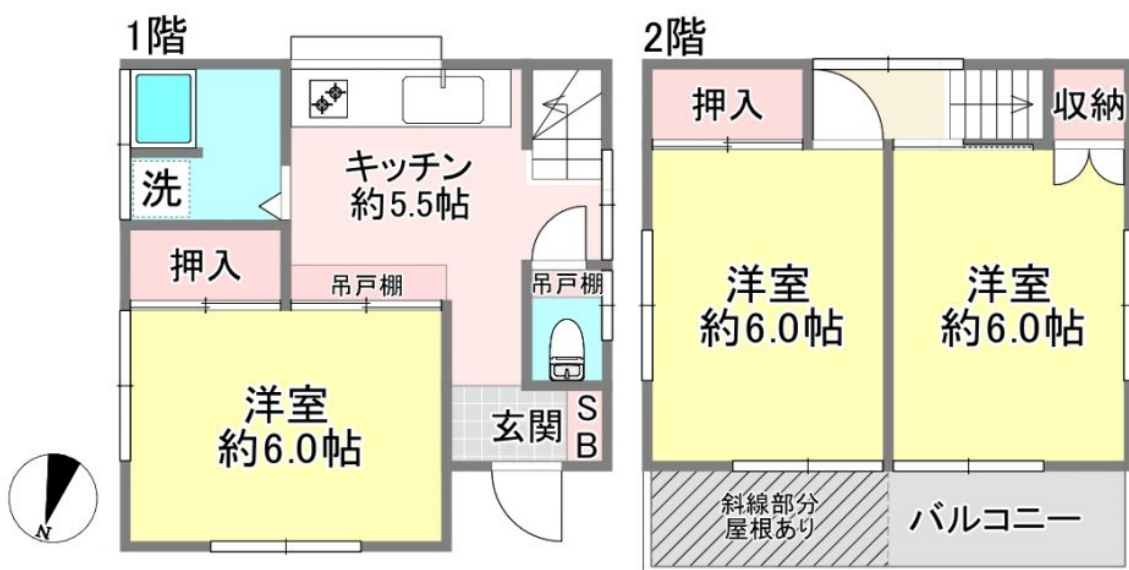 1階
キッチン
約5.5帖
洗
押入
吊戸棚
吊戸棚
洋室
約6.0帖
玄関
S
B
N
2階
押入
収納
洋室
約6.0帖
洋室
約6.0帖
斜線部分
屋根あり
バルコニー